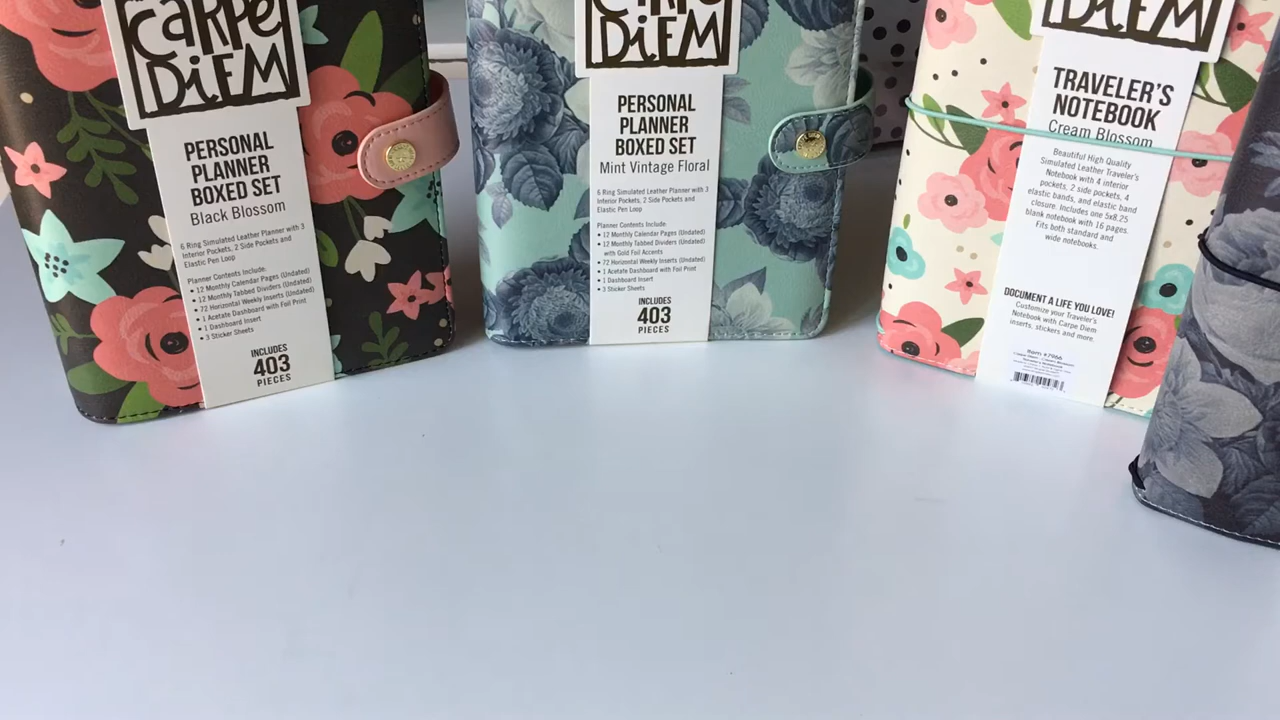 CARPE
DiEM
PERSONAL
PLANNER
BOXED SET
Black Blossom
6 Ring Simulated Leather Planner with 3
Interior Pockets, 2 Side Pockets and
Elastic Pen Loop
Planner Contents Include:
• 12 Monthly Calendar Pages (Undated)
• 12 Monthly Tabbed Dividers (Undated)
• 72 Horizontal Weekly Inserts (Undated)
• 1 Acetate Dashboard with Foil Print
• 1 Dashboard Insert
• 3 Sticker Sheets
INCLUDES
403
PIECES
CARPE
DiEM
PERSONAL
PLANNER
BOXED SET
Mint Vintage Floral
6 Ring Simulated Leather Planner with 3
Interior Pockets, 2 Side Pockets and
Elastic Pen Loop
Planner Contents Include:
• 12 Monthly Calendar Pages (Undated)
• 12 Monthly Tabbed Dividers (Undated)
with Gold Foil Accents
• 72 Horizontal Weekly Inserts (Undated)
• 1 Acetate Dashboard with Foil Print
• 1 Dashboard Insert
• 3 Sticker Sheets
INCLUDES
403
PIECES
DiEM
TRAVELER'S
NOTEBOOK
Cream Blossom
Beautiful High Quality
Simulated Leather Traveler's
Notebook with 4 interior
pockets, 2 side pockets, 4
elastic bands, and elastic band
closure. Includes one 5x8.25
blank notebook with 16 pages.
Fits both standard and
wide notebooks.
DOCUMENT A LIFE YOU LOVE!
Customize your Traveler's
Notebook with Carpe Diem
inserts, stickers and more.
Item #7966